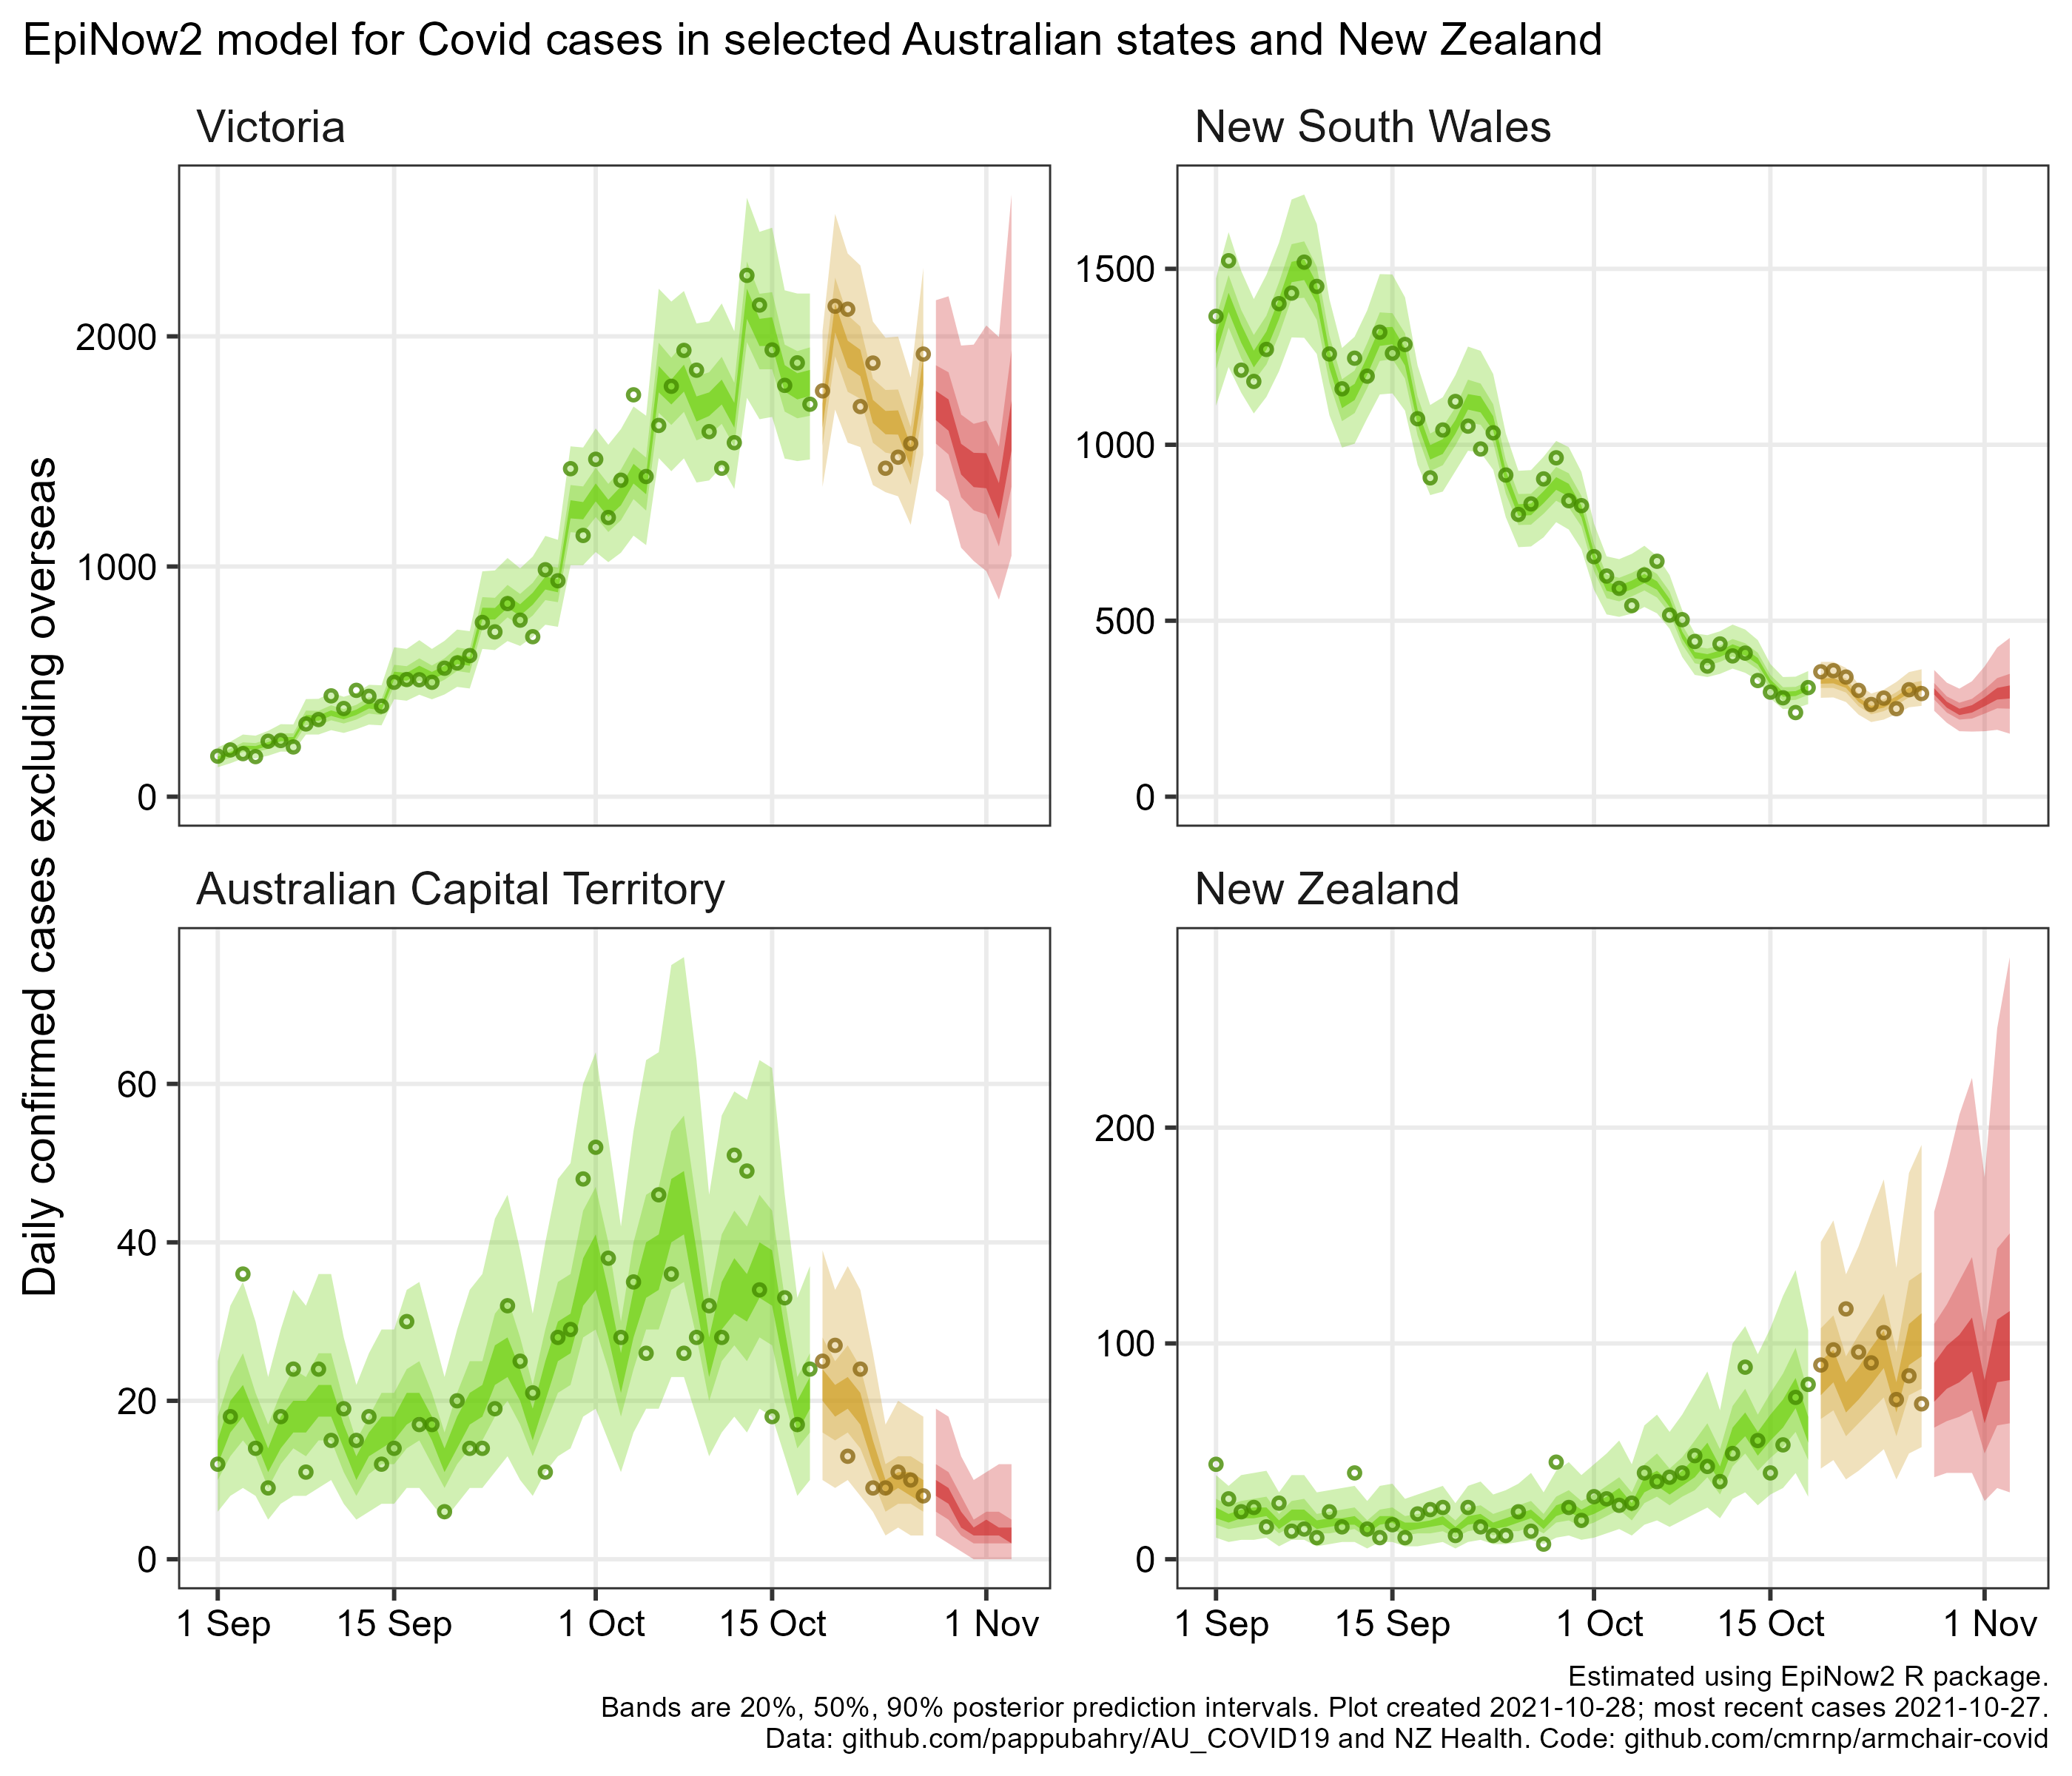 EpiNow2 model for Covid cases in selected Australian states and New Zealand
Daily confirmed cases excluding overseas
Victoria
2000
1000
0
New South Wales
1500
1000
500
0
Australian Capital Territory
60
40
20
0
1 Sep
15 Sep
1 Oct
15 Oct
1 Nov
New Zealand
200
100
0
1 Sep
15 Sep
1 Oct
15 Oct
1 Nov
Estimated using EpiNow2 R package.
Bands are 20%, 50%, 90% posterior prediction intervals. Plot created 2021-10-28; most recent cases 2021-10-27.
Data: github.com/pappubahry/AU_COVID19 and NZ Health. Code: github.com/cmrnp/armchair-covid